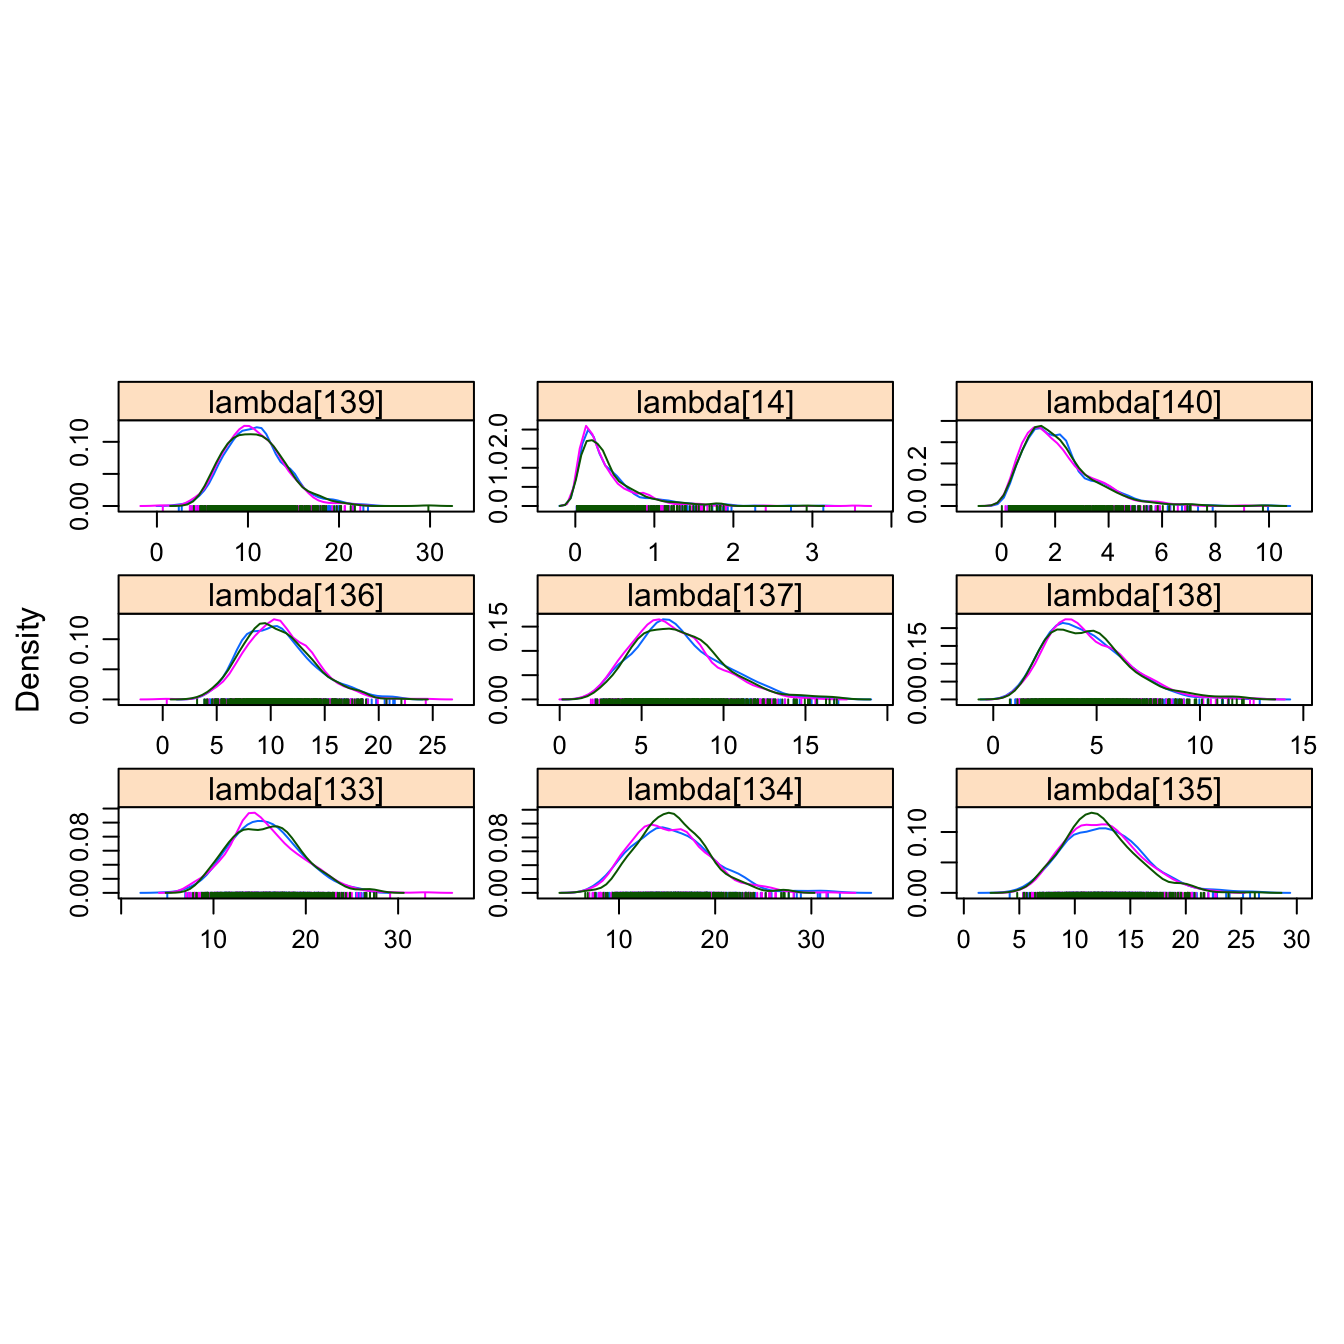 lambda[139] lambda[14] lambda[140]
0.00 0.10
0.0 1.0 2.0
0.0 0.2
0 10 20 30
0 1 2 3
0 2 4 6 8 10
lambda[136] lambda[137] lambda[138]
0.00 0.10
0.00 0.15
0.00 0.15
0 5 10 15 20 25
0 5 10 15
0 5 10 15
Density
lambda[133] lambda[134] lambda[135]
0.00 0.08
0.00 0.08
0.00 0.10
10 20 30
10 20 30
0 5 10 15 20 25 30